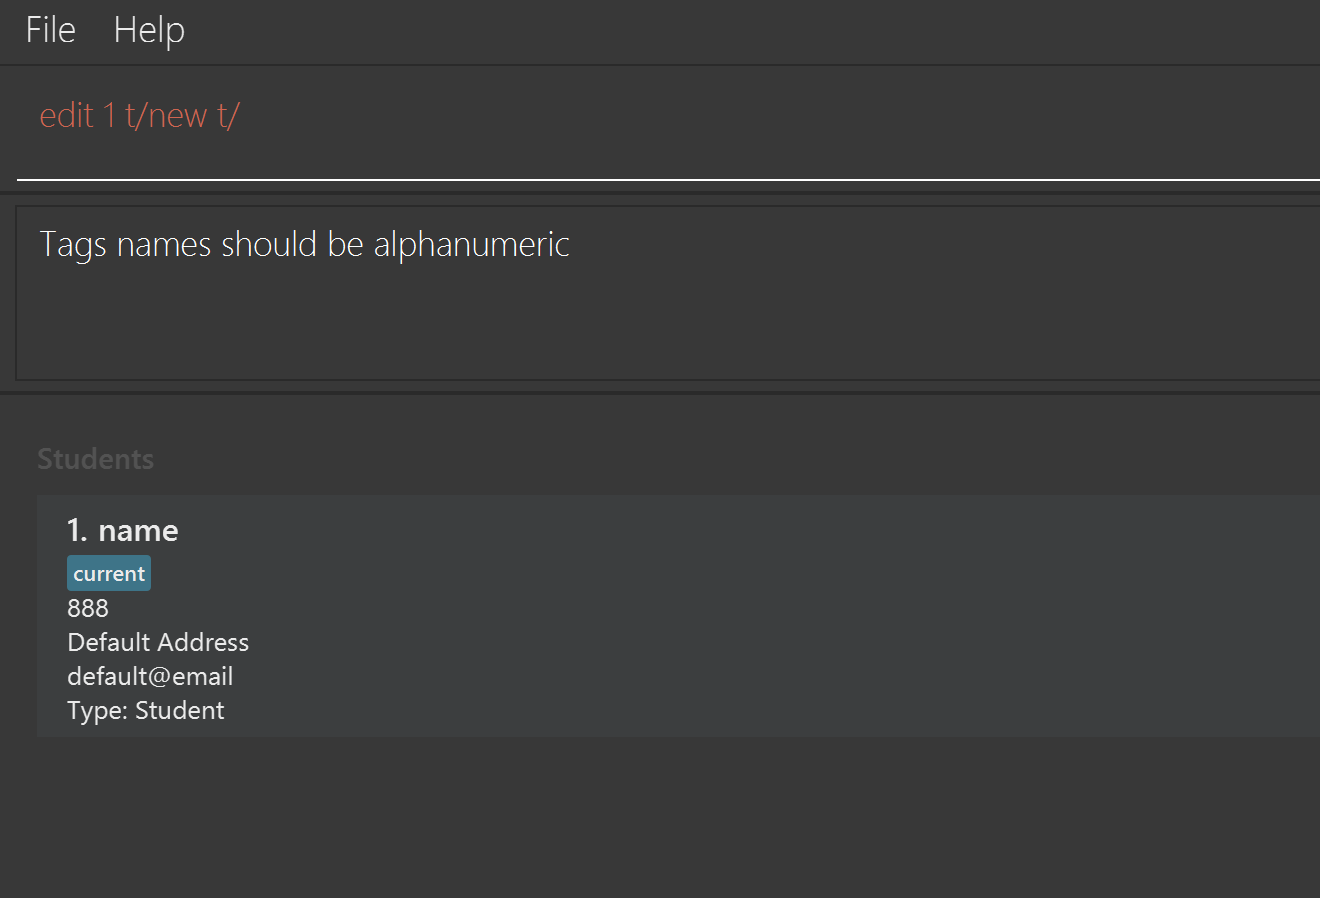 File Help
edit 1 t/new t/
Tags names should be alphanumeric
Students
1. name
current
888
Default Address
default@email
Type: Student